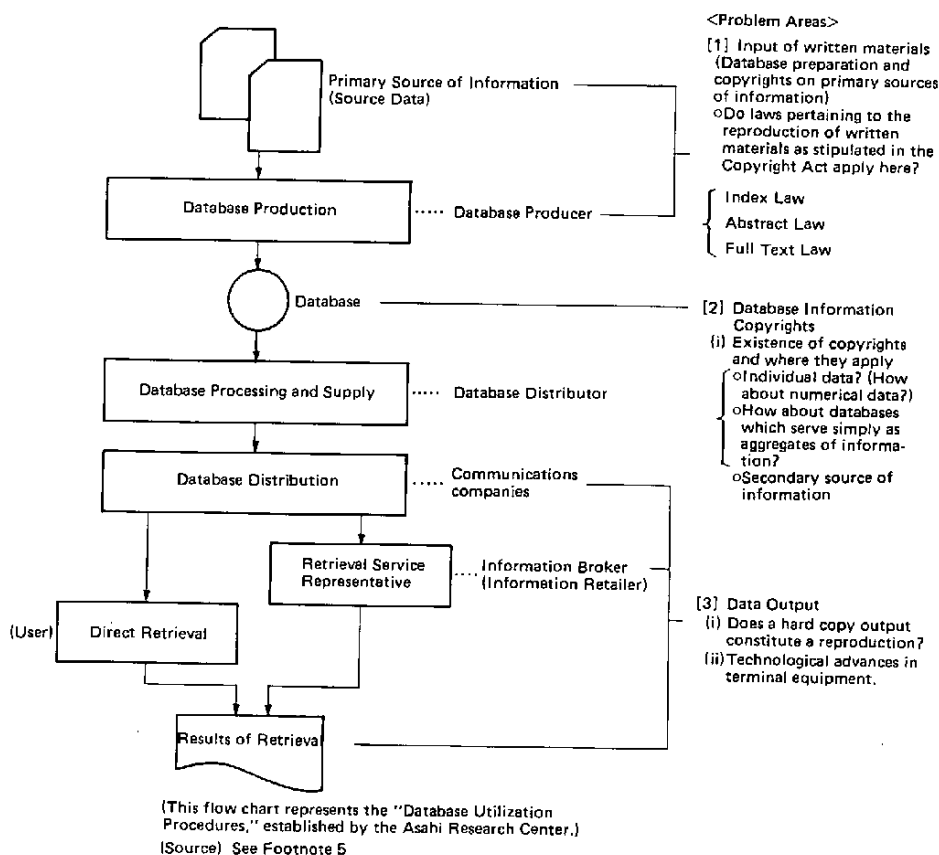 <Problem Areas>
[1] Input of written materials
(Database preparation and
copyrights on primary sources
of information)
oDo laws pertaining to the
reproduction of written
materials as stipulated in the
Copyright Act apply here?
Index Law
Abstract Law
Full Text Law
Primary Source of Information
(Source Data)
Database Production ..... Database Producer
Database
[2] Database Information
Copyrights
(i) Existence of copyrights
and where they apply
oIndividual data? (How
about numerical data?)
oHow about databases
which serve simply as
aggregates of informa-
tion?
oSecondary source of
information
Database Processing and Supply ..... Database Distributor
Database Distribution ..... Communications
companies
Retrieval Service
Representative
..... Information Broker
(Information Retailer)
[3] Data Output
(i) Does a hard copy output
constitute a reproduction?
(ii) Technological advances in
terminal equipment.
(User) Direct Retrieval
Results of Retrieval
(This flow chart represents the "Database Utilization
Procedures," established by the Asahi Research Center.)
(Source) See Footnote 5